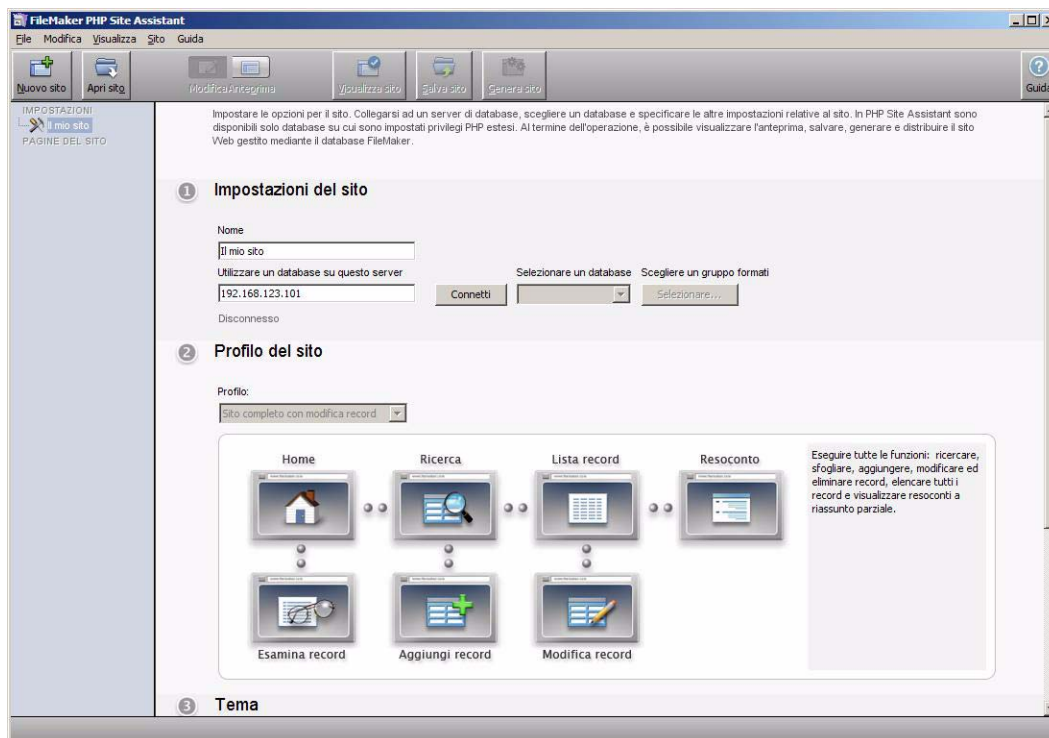 FileMaker PHP Site Assistant
File Modifica Visualizza Sito Guida
Nuovo sito Apri sito Modifica Anteprima Visualizza sito Salva sito Genera sito Guida
IMPOSTAZIONI
Il mio sito
PAGINE DEL SITO
Impostare le opzioni per il sito. Collegarsi ad un server di database, scegliere un database e specificare le altre impostazioni relative al sito. In PHP Site Assistant sono
disponibili solo database su cui sono impostati privilegi PHP estesi. Al termine dell'operazione, è possibile visualizzare l'anteprima, salvare, generare e distribuire il sito
Web gestito mediante il database FileMaker.
1 Impostazioni del sito
Nome
Il mio sito
Utilizzare un database su questo server Selezionare un database Scegliere un gruppo formati
192.168.123.101 Connetti Selezionare...
Disconnesso
2 Profilo del sito
Profilo:
Sito completo con modifica record
Home Ricerca Lista record Resoconto
Eseguire tutte le funzioni: ricercare,
sfogliare, aggiungere, modificare ed
eliminare record, elencare tutti i
record e visualizzare resoconti a
riassunto parziale.
Esamina record Aggiungi record Modifica record
3 Tema